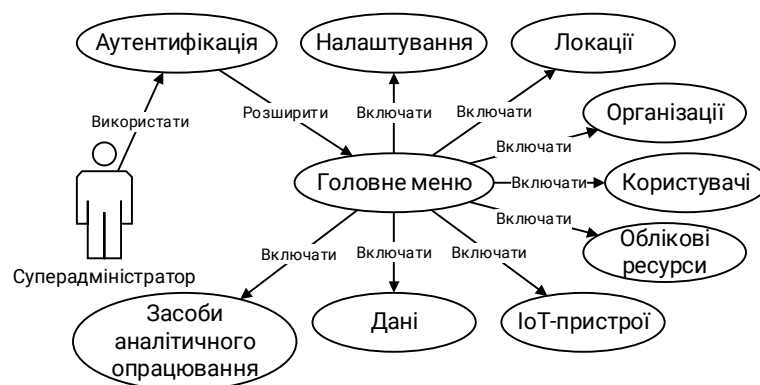 Аутентифікація
Налаштування
Локації
Організації
Використати
Розширити
Включати
Включати
Включати
Головне меню
Включати
Користувачі
Включати
Облікові
ресурси
Суперадміністратор
Включати
Включати
Включати
Засоби
аналітичного
опрацювання
Дані
ІоТ-пристрої